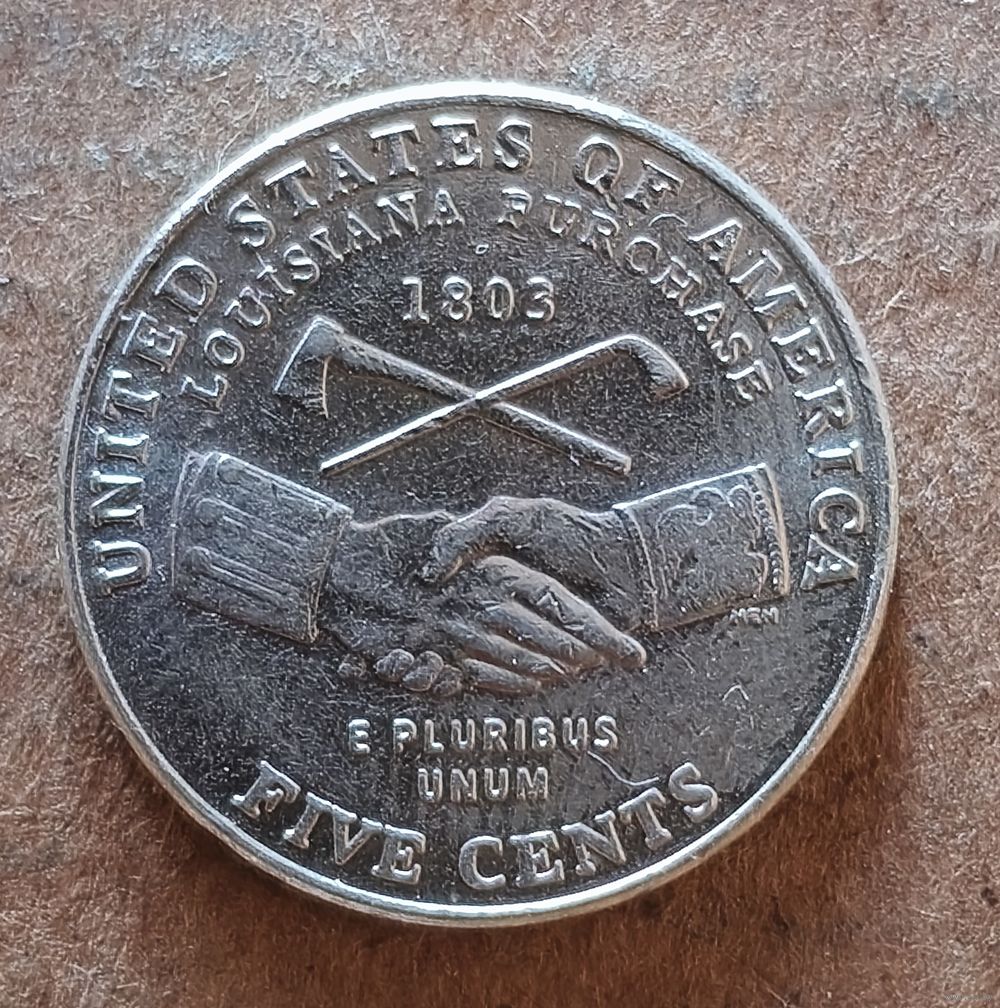 UNITED STATES OF AMERICA
LOUISIANA PURCHASE
1803
E PLURIBUS
UNUM
FIVE CENTS